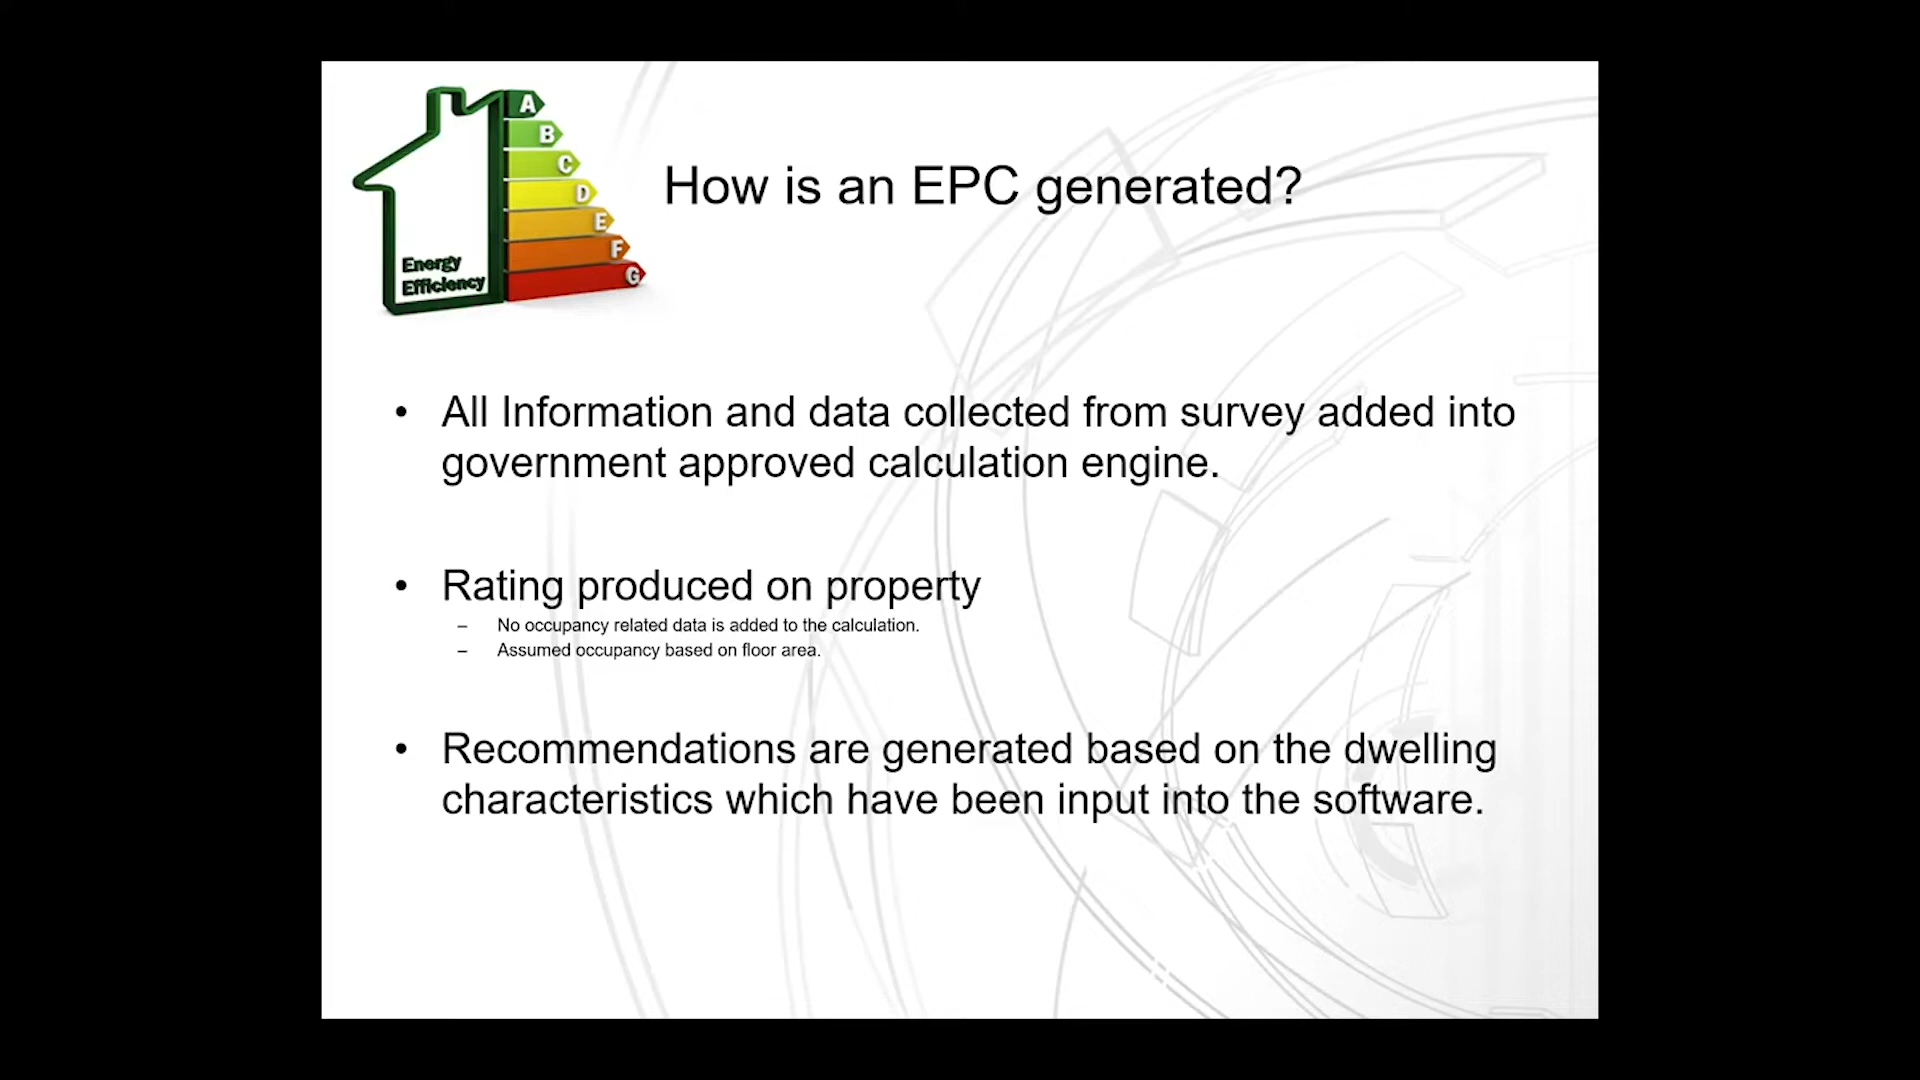 A
B
C
D
E
F
G
Energy
Efficiency
How is an EPC generated?
• All Information and data collected from survey added into
government approved calculation engine.
• Rating produced on property
– No occupancy related data is added to the calculation.
– Assumed occupancy based on floor area.
• Recommendations are generated based on the dwelling
characteristics which have been input into the software.